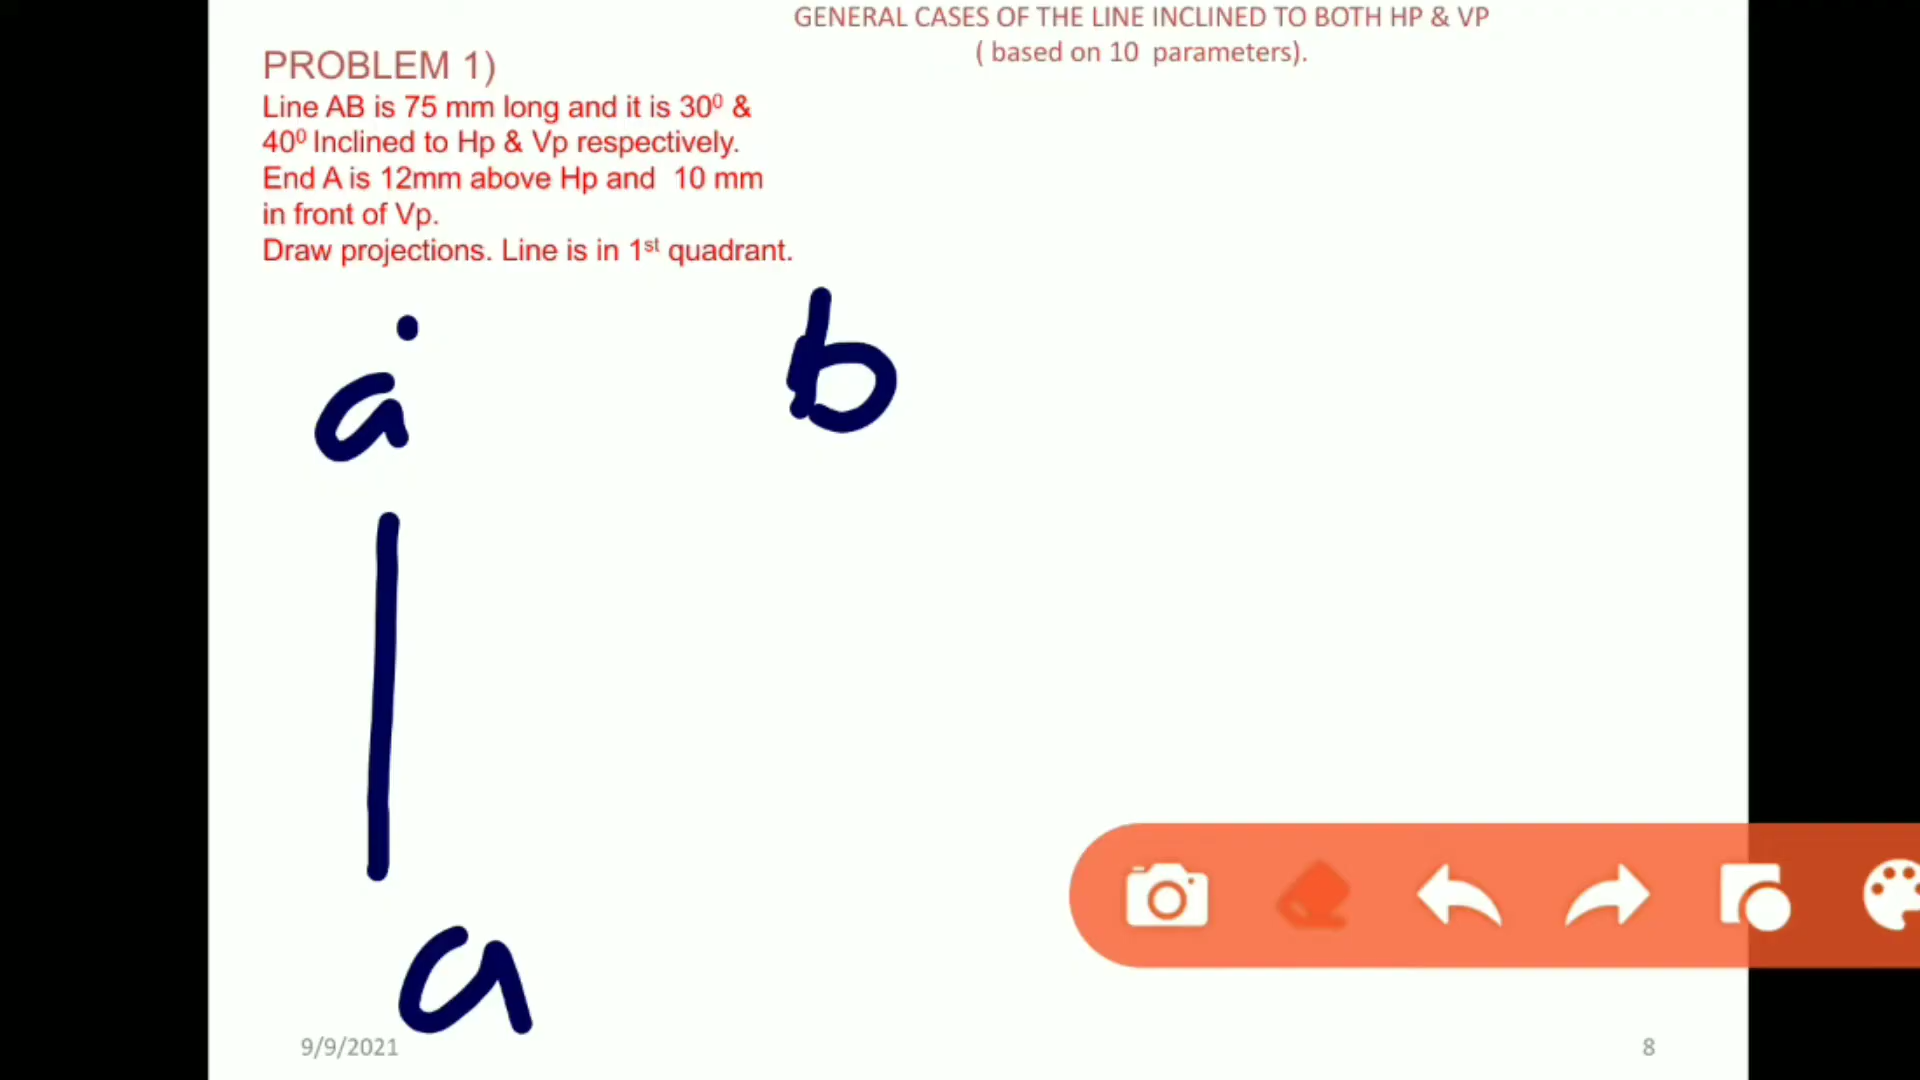 GENERAL CASES OF THE LINE INCLINED TO BOTH HP & VP
( based on 10 parameters).
PROBLEM 1)
Line AB is 75 mm long and it is 30⁰ &
40⁰ Inclined to Hp & Vp respectively.
End A is 12mm above Hp and 10 mm
in front of Vp.
Draw projections. Line is in 1ˢᵗ quadrant.
a b
a
9/9/2021 8